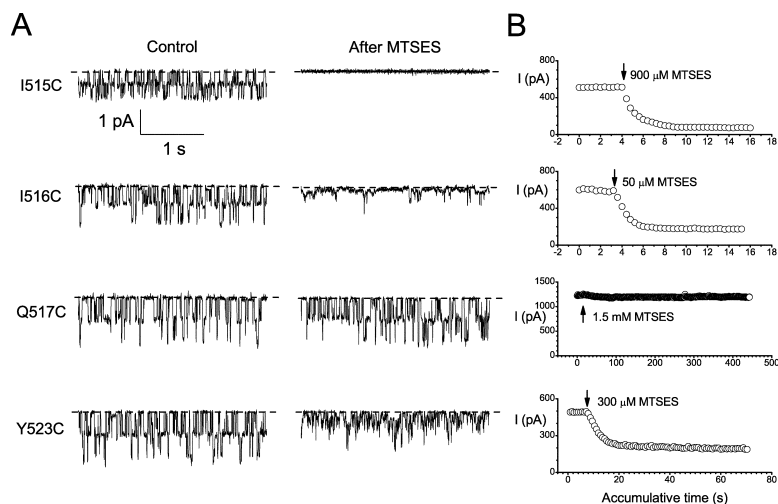 A
B
Control
After MTSES
I515C
1 pA
1 s
I516C
Q517C
Y523C
I (pA)
800
400
0
900 μM MTSES
-2 0 2 4 6 8 10 12 14 16 18
I (pA)
800
400
0
50 μM MTSES
-2 0 2 4 6 8 10 12 14 16 18
I (pA)
1500
1000
500
0
1.5 mM MTSES
0 100 200 300 400 500
I (pA)
600
300
0
300 μM MTSES
0 20 40 60 80
Accumulative time (s)